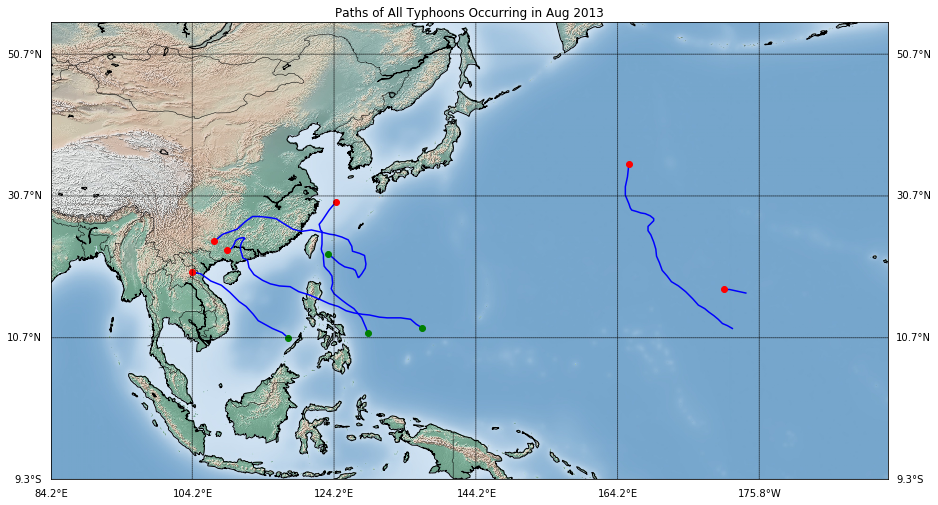 Paths of All Typhoons Occurring in Aug 2013
50.7°N 50.7°N
30.7°N 30.7°N
10.7°N 10.7°N
9.3°S 9.3°S
84.2°E 104.2°E 124.2°E 144.2°E 164.2°E 175.8°W